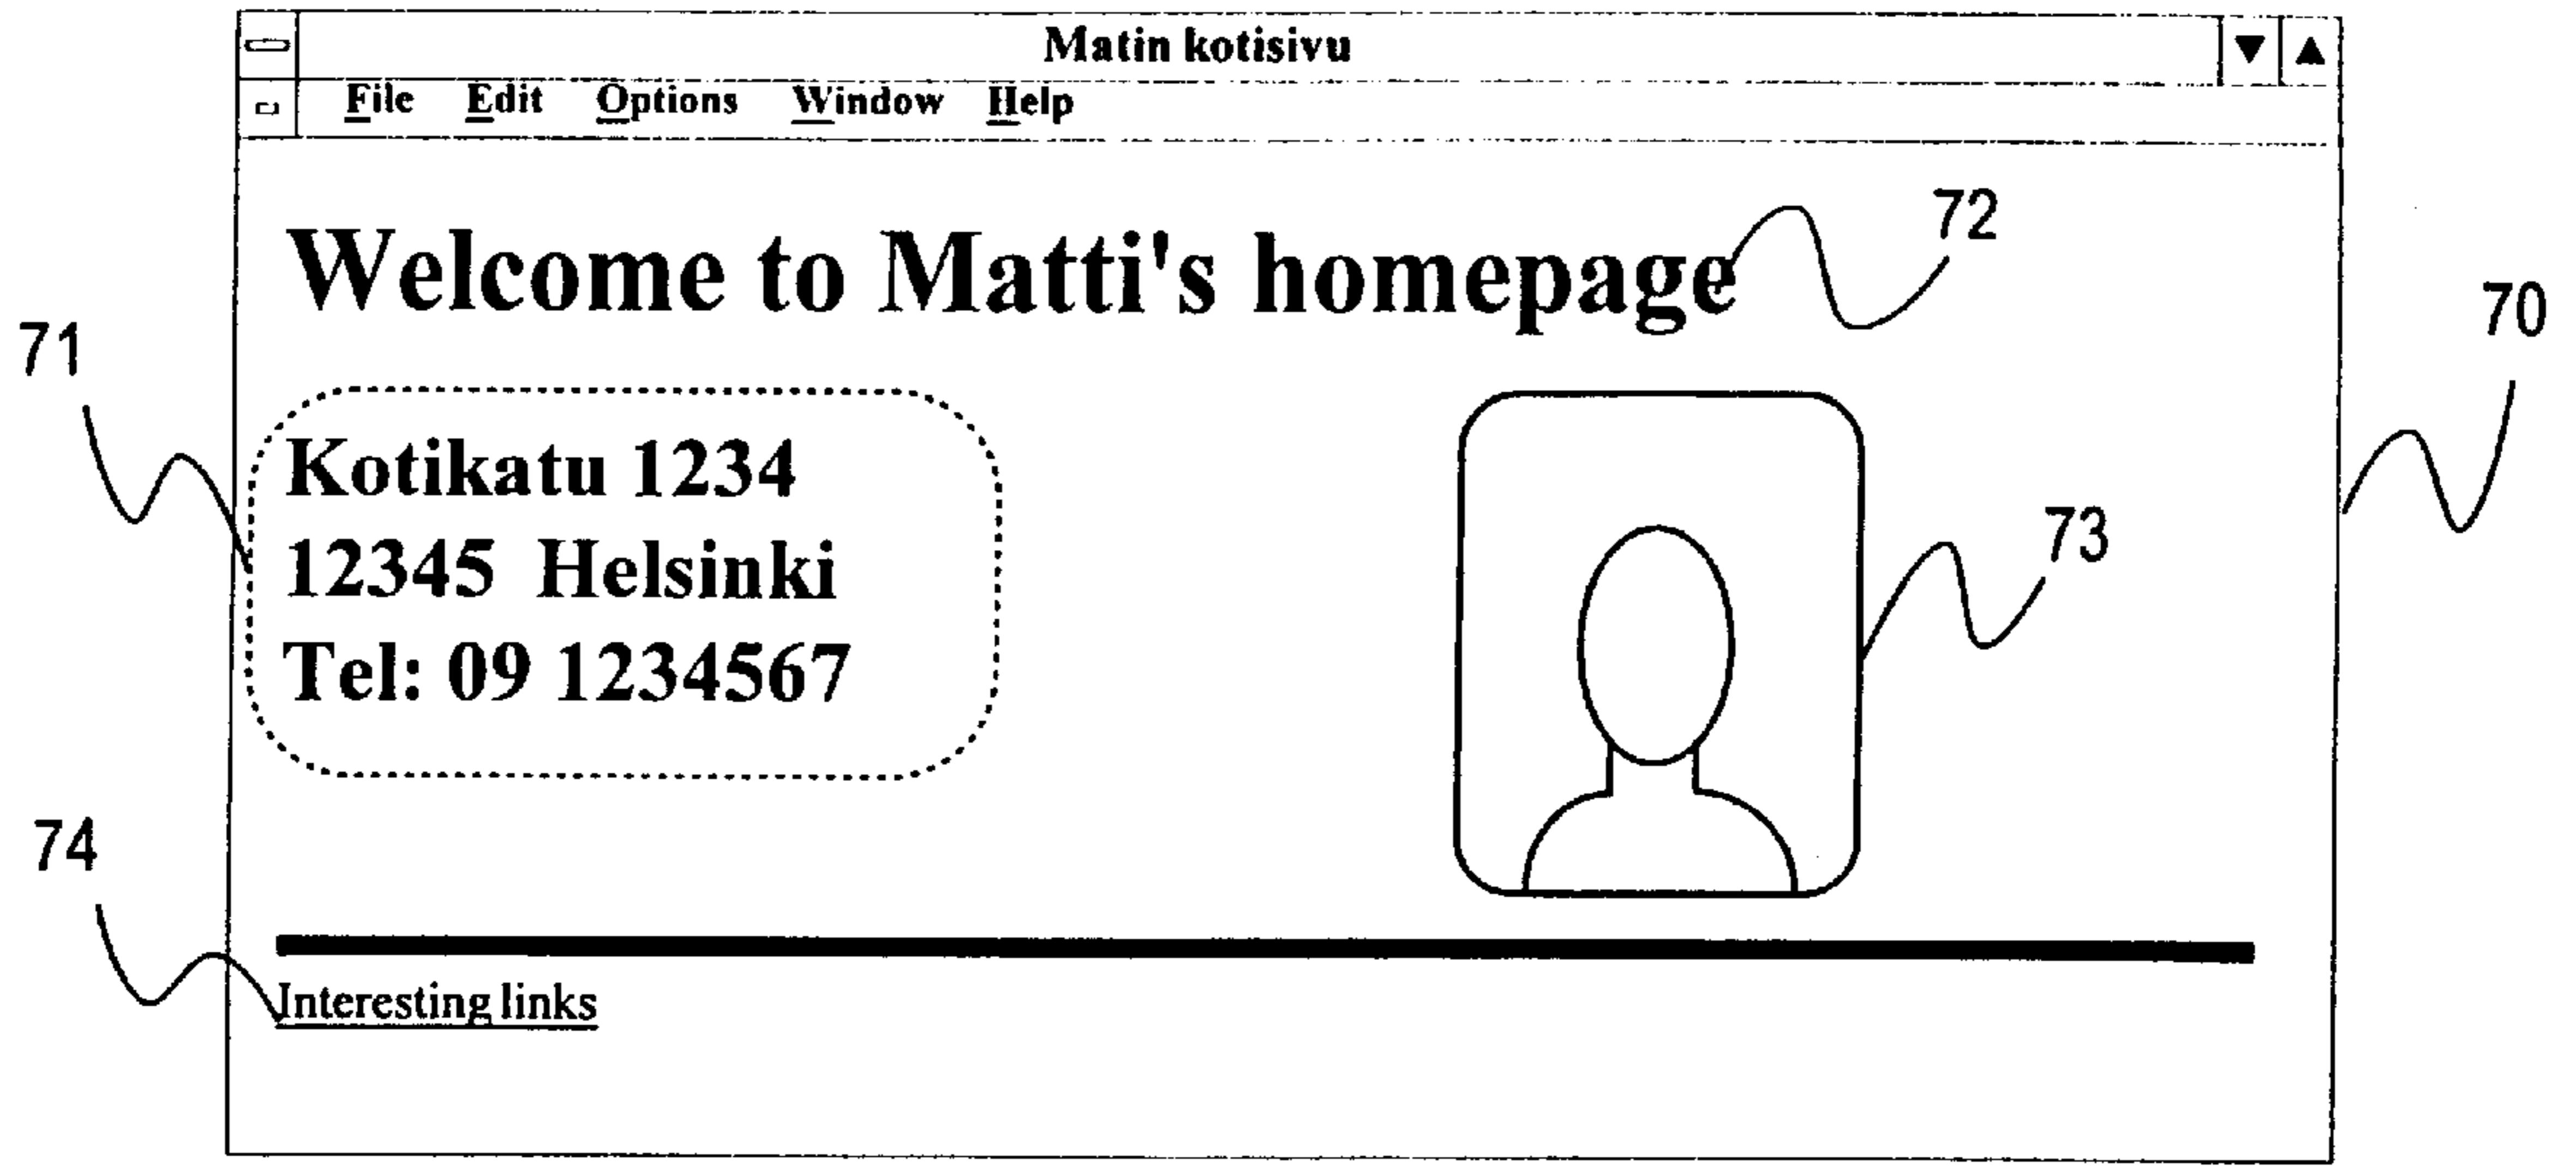 Matin kotisivu
File Edit Options Window Help
72
Welcome to Matti's homepage
70
71
Kotikatu 1234
12345 Helsinki
73
Tel: 09 1234567
74
Interesting links